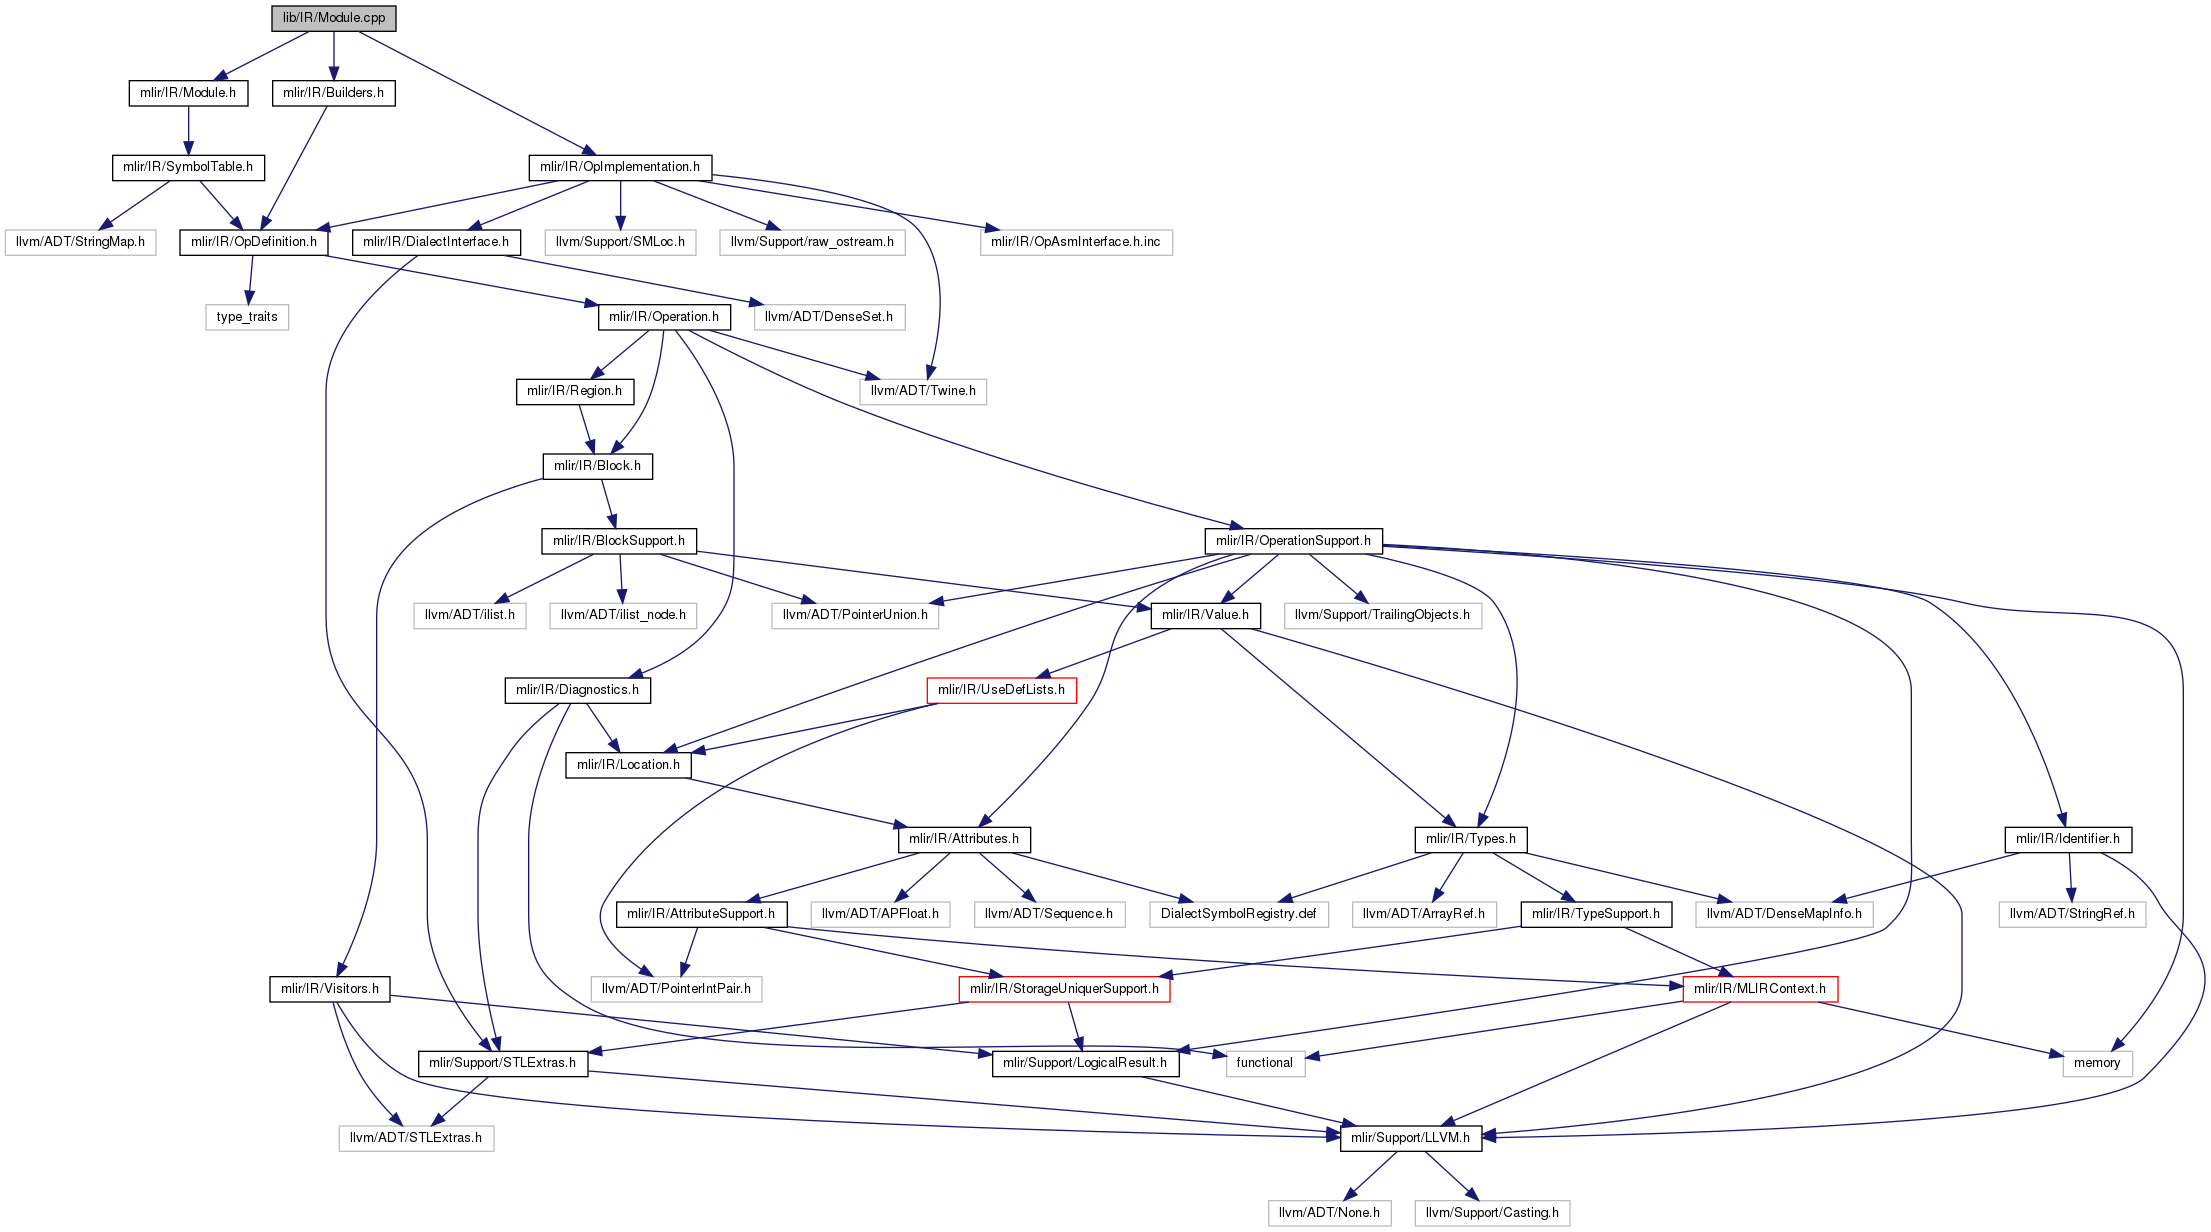 lib/IR/Module.cpp
mlir/IR/Module.h
mlir/IR/Builders.h
mlir/IR/SymbolTable.h
mlir/IR/OpImplementation.h
llvm/ADT/StringMap.h
mlir/IR/OpDefinition.h
mlir/IR/DialectInterface.h
llvm/Support/SMLoc.h
llvm/Support/raw_ostream.h
mlir/IR/OpAsmInterface.h.inc
type_traits
mlir/IR/Operation.h
llvm/ADT/DenseSet.h
mlir/IR/Region.h
llvm/ADT/Twine.h
mlir/IR/Block.h
mlir/IR/BlockSupport.h
mlir/IR/OperationSupport.h
llvm/ADT/ilist.h
llvm/ADT/ilist_node.h
llvm/ADT/PointerUnion.h
mlir/IR/Value.h
llvm/Support/TrailingObjects.h
mlir/IR/Diagnostics.h
mlir/IR/UseDefLists.h
mlir/IR/Location.h
mlir/IR/Attributes.h
mlir/IR/Types.h
mlir/IR/Identifier.h
mlir/IR/AttributeSupport.h
llvm/ADT/APFloat.h
llvm/ADT/Sequence.h
DialectSymbolRegistry.def
llvm/ADT/ArrayRef.h
mlir/IR/TypeSupport.h
llvm/ADT/DenseMapInfo.h
llvm/ADT/StringRef.h
mlir/IR/Visitors.h
llvm/ADT/PointerIntPair.h
mlir/IR/StorageUniquerSupport.h
mlir/IR/MLIRContext.h
mlir/Support/STLExtras.h
mlir/Support/LogicalResult.h
functional
memory
llvm/ADT/STLExtras.h
mlir/Support/LLVM.h
llvm/ADT/None.h
llvm/Support/Casting.h